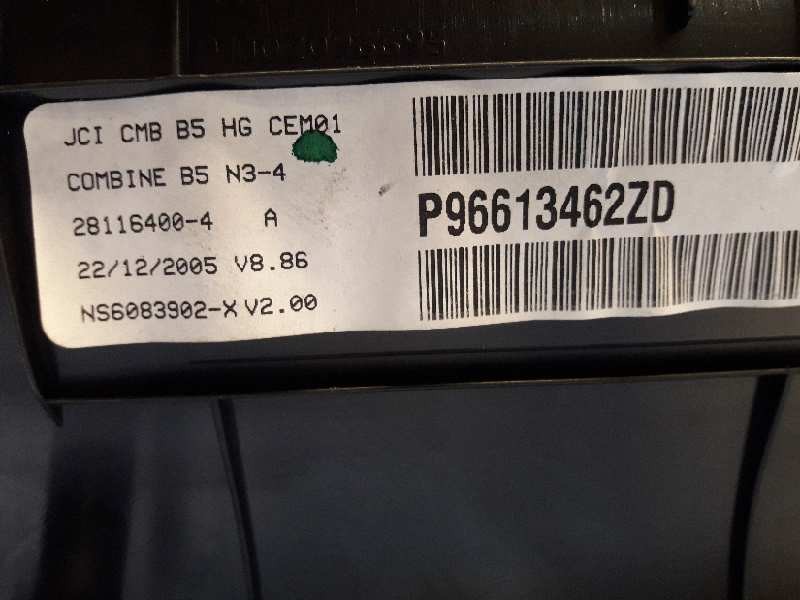 JCI CMB B5 HG CEM01
COMBINE B5 N3-4
28116400-4 A
22/12/2005 V8.86
NS6083902-X V2.00
P96613462ZD